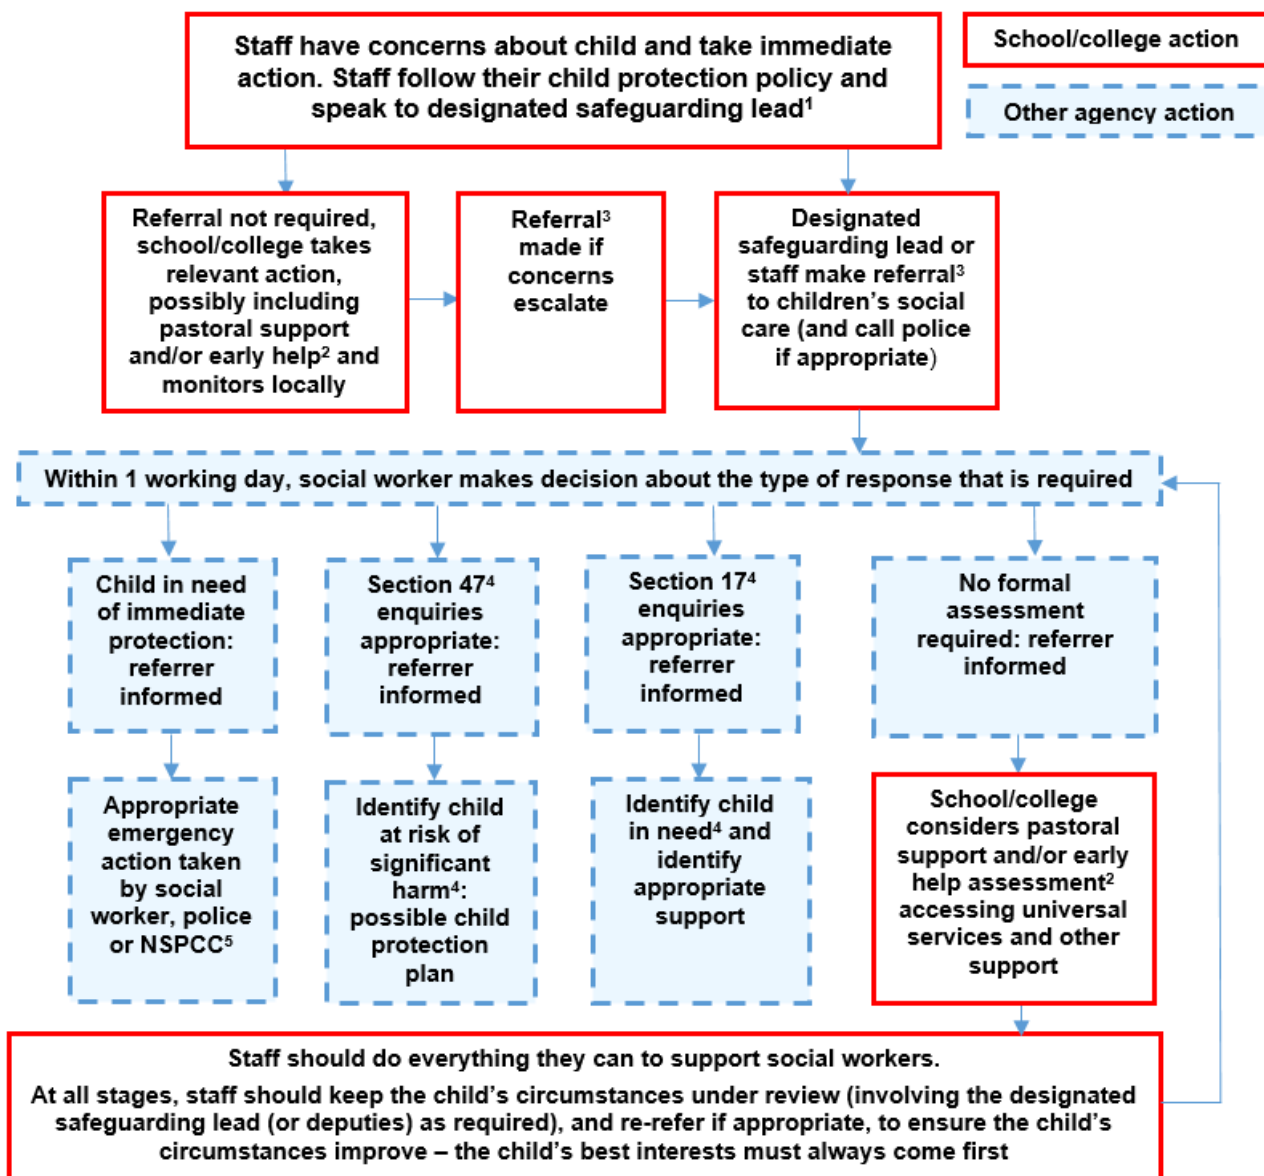 Staff have concerns about child and take immediate
action. Staff follow their child protection policy and
speak to designated safeguarding lead¹
School/college action
Other agency action
Referral not required,
school/college takes
relevant action,
possibly including
pastoral support
and/or early help² and
monitors locally
Referral³
made if
concerns
escalate
Designated
safeguarding lead or
staff make referral³
to children’s social
care (and call police
if appropriate)
Within 1 working day, social worker makes decision about the type of response that is required
Child in need
of immediate
protection:
referrer
informed
Section 47⁴
enquiries
appropriate:
referrer
informed
Section 17⁴
enquiries
appropriate:
referrer
informed
No formal
assessment
required: referrer
informed
Appropriate
emergency
action taken
by social
worker, police
or NSPCC⁵
Identify child
at risk of
significant
harm⁴:
possible child
protection
plan
Identify child
in need⁴ and
identify
appropriate
support
School/college
considers pastoral
support and/or early
help assessment²
accessing universal
services and other
support
Staff should do everything they can to support social workers.
At all stages, staff should keep the child’s circumstances under review (involving the designated
safeguarding lead (or deputies) as required), and re-refer if appropriate, to ensure the child’s
circumstances improve – the child’s best interests must always come first